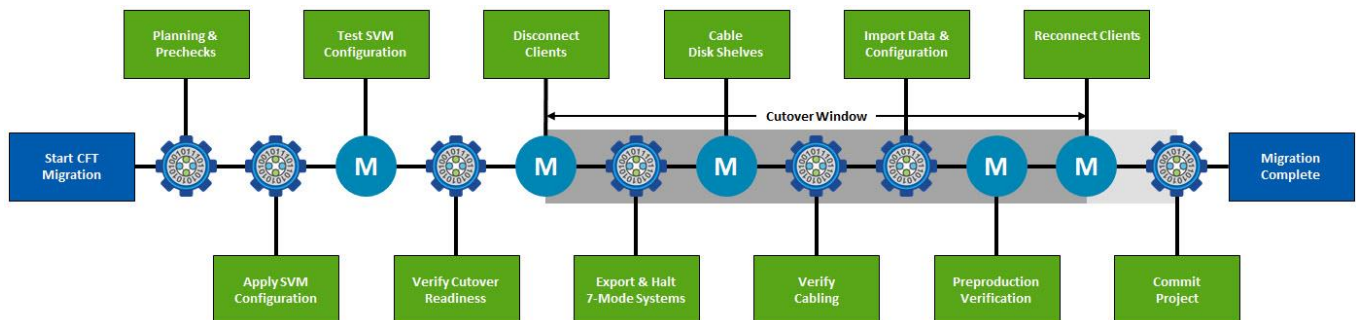 Planning &
Prechecks
Test SVM
Configuration
Disconnect
Clients
Cable
Disk Shelves
Import Data &
Configuration
Reconnect Clients
Cutover Window
Start CFT
Migration
M
M
M
M
M
Migration
Complete
Apply SVM
Configuration
Verify Cutover
Readiness
Export & Halt
7-Mode Systems
Verify
Cabling
Preproduction
Verification
Commit
Project